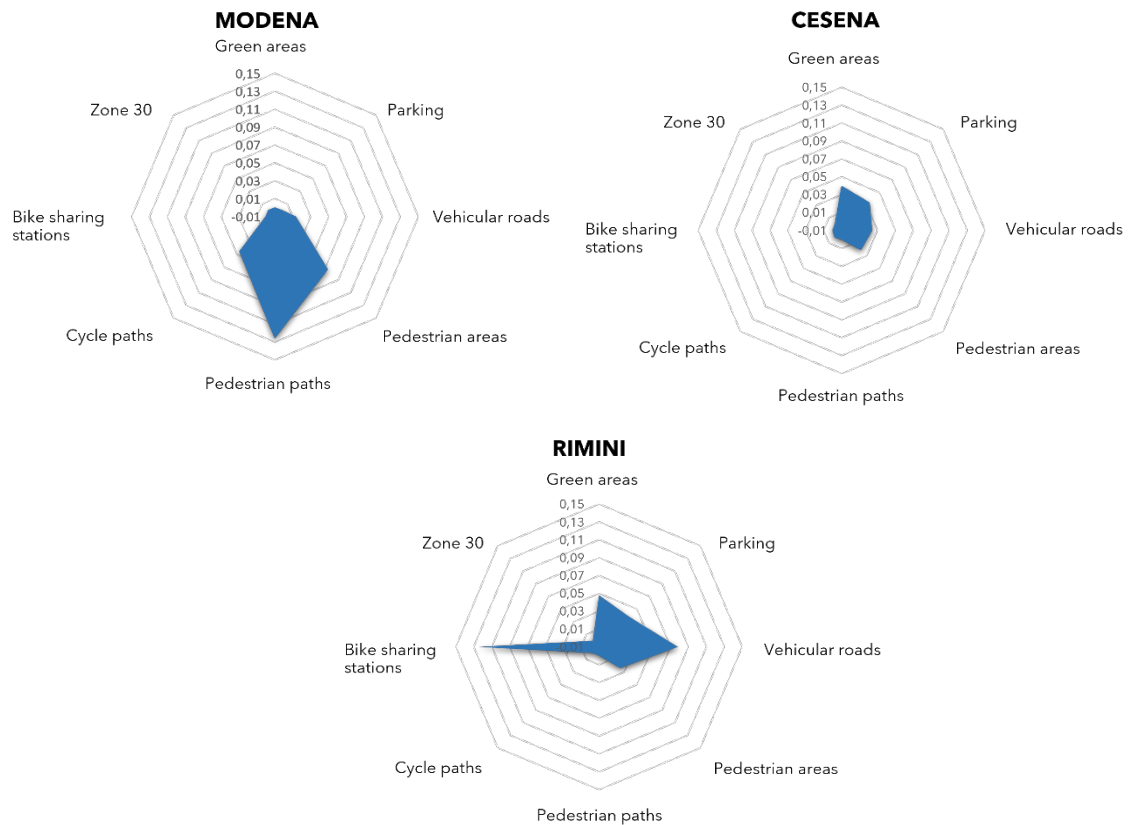 MODENA
Green areas
0,15
0,13
0,11
0,09
0,07
0,05
0,03
0,01
-0,01
Zone 30
Parking
Bike sharing
stations
Vehicular roads
Cycle paths
Pedestrian areas
Pedestrian paths
CESENA
Green areas
0,15
0,13
0,11
0,09
0,07
0,05
0,03
0,01
-0,01
Zone 30
Parking
Bike sharing
stations
Vehicular roads
Cycle paths
Pedestrian areas
Pedestrian paths
RIMINI
Green areas
0,15
0,13
0,11
0,09
0,07
0,05
0,03
0,01
-0,01
Zone 30
Parking
Bike sharing
stations
Vehicular roads
Cycle paths
Pedestrian areas
Pedestrian paths